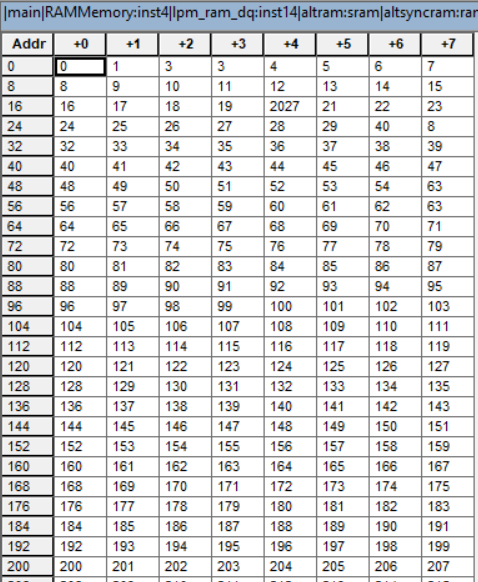 |main|RAMMemory:inst4|lpm_ram_dq:inst14|altram:sram|altsyncram:ram
Addr +0 +1 +2 +3 +4 +5 +6 +7
0 0 1 3 3 4 5 6 7
8 8 9 10 11 12 13 14 15
16 16 17 18 19 2027 21 22 23
24 24 25 26 27 28 29 40 8
32 32 33 34 35 36 37 38 39
40 40 41 42 43 44 45 46 47
48 48 49 50 51 52 53 54 63
56 56 57 58 59 60 61 62 63
64 64 65 66 67 68 69 70 71
72 72 73 74 75 76 77 78 79
80 80 81 82 83 84 85 86 87
88 88 89 90 91 92 93 94 95
96 96 97 98 99 100 101 102 103
104 104 105 106 107 108 109 110 111
112 112 113 114 115 116 117 118 119
120 120 121 122 123 124 125 126 127
128 128 129 130 131 132 133 134 135
136 136 137 138 139 140 141 142 143
144 144 145 146 147 148 149 150 151
152 152 153 154 155 156 157 158 159
160 160 161 162 163 164 165 166 167
168 168 169 170 171 172 173 174 175
176 176 177 178 179 180 181 182 183
184 184 185 186 187 188 189 190 191
192 192 193 194 195 196 197 198 199
200 200 201 202 203 204 205 206 207